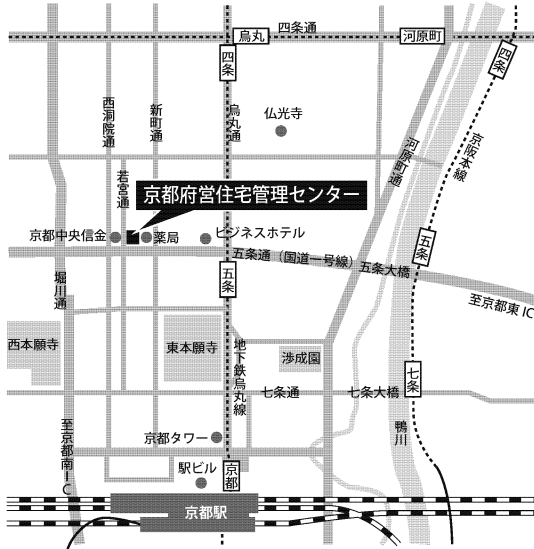 四条通
烏丸
河原町
四条
四条
西洞院通
新町通
烏丸通
仏光寺
河原町通
京阪本線
若宮通
京都府営住宅管理センター
京都中央信金
薬局
ビジネスホテル
五条通（国道一号線）
五条大橋
五条
五条
至京都東IC
堀川通
西本願寺
東本願寺
地下鉄烏丸線
渉成園
七条通
七条大橋
七条
鴨川
至京都南IC
京都タワー
駅ビル
京都
京都駅